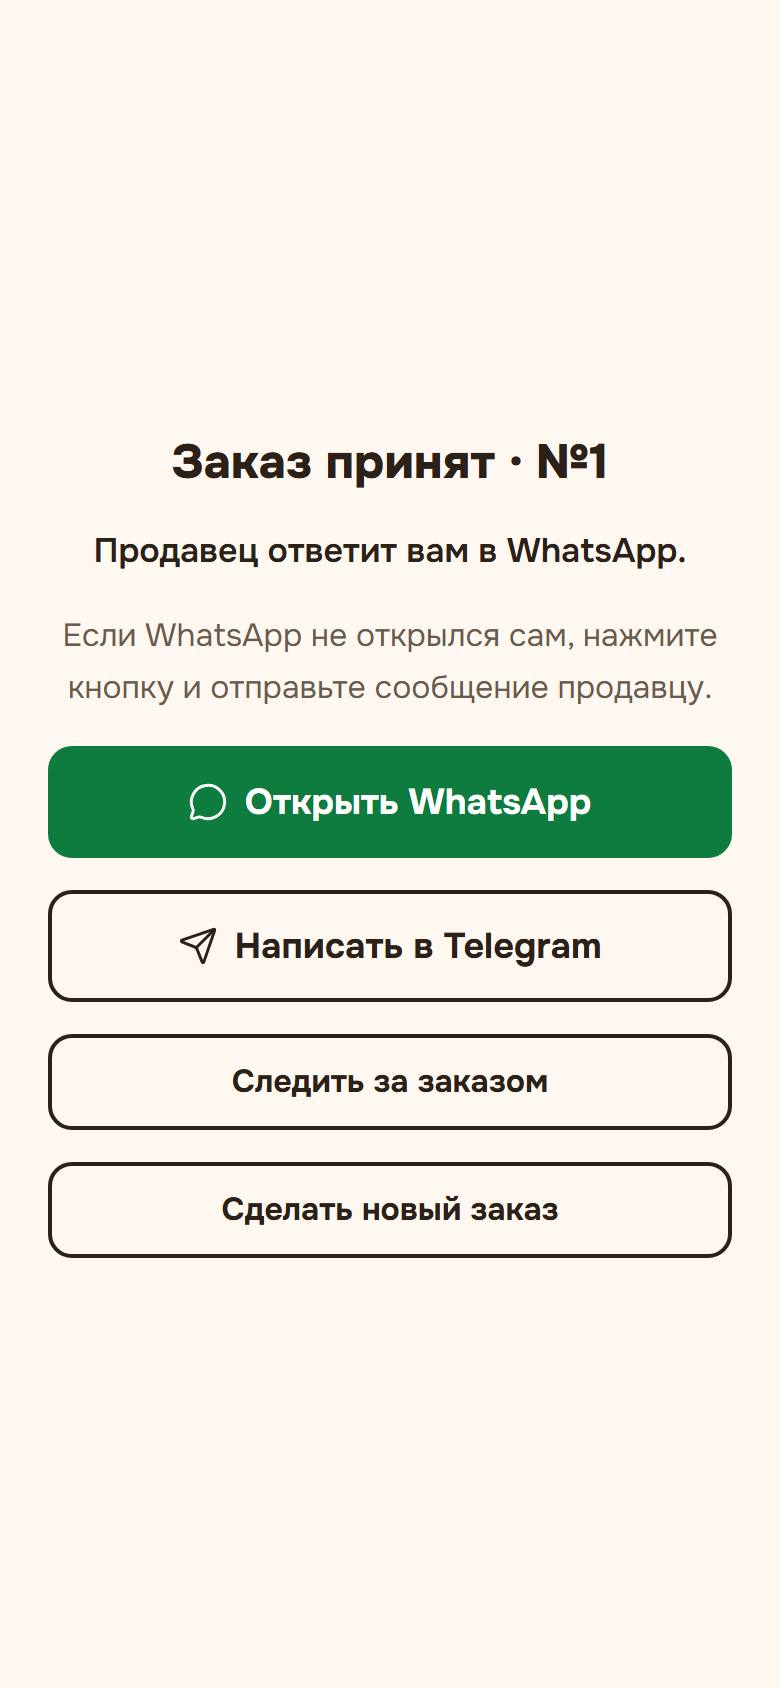 Заказ принят · №1
Продавец ответит вам в WhatsApp.
Если WhatsApp не открылся сам, нажмите
кнопку и отправьте сообщение продавцу.
Открыть WhatsApp
Написать в Telegram
Следить за заказом
Сделать новый заказ